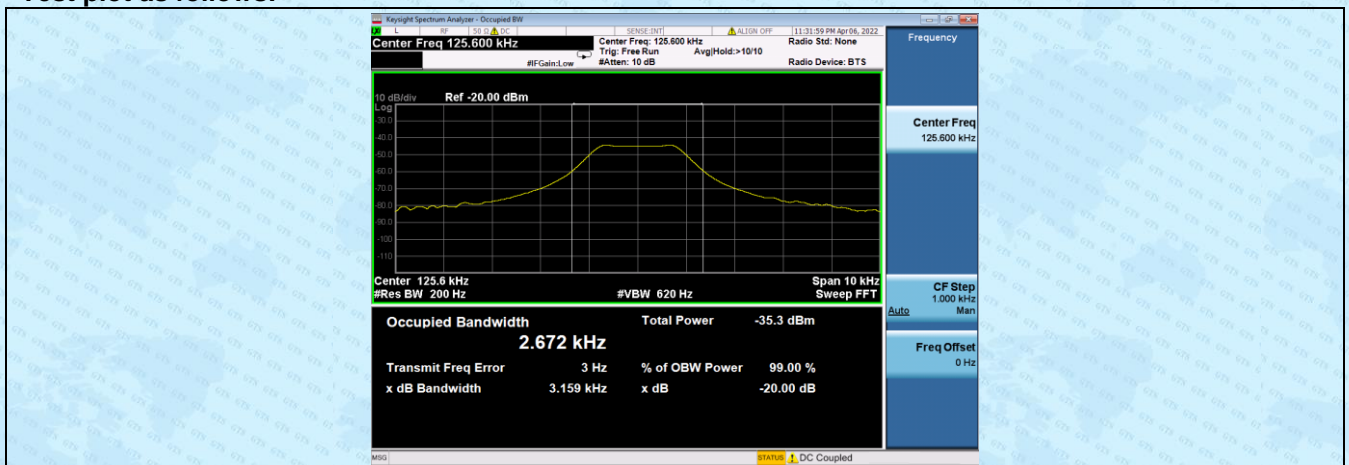 Test plot as follows:
Keysight Spectrum Analyzer - Occupied BW
L RF 50 Ω DC SENSE:INT ALIGN OFF 11:31:59 PM Apr 06, 2022
Center Freq 125.600 kHz
Center Freq: 125.600 kHz
Radio Std: None
Trig: Free Run
Avg|Hold:>10/10
#IFGain:Low
#Atten: 10 dB
Radio Device: BTS
Frequency
10 dB/div
Ref -20.00 dBm
Log
-30.0
-40.0
-50.0
-60.0
-70.0
-80.0
-90.0
-100
-110
Center Freq
125.600 kHz
Center 125.6 kHz
Span 10 kHz
#Res BW 200 Hz
#VBW 620 Hz
Sweep FFT
CF Step
1.000 kHz
Auto Man
Occupied Bandwidth
2.672 kHz
Total Power -35.3 dBm
Transmit Freq Error 3 Hz
% of OBW Power 99.00 %
x dB Bandwidth 3.159 kHz
x dB -20.00 dB
Freq Offset
0 Hz
MSG
STATUS DC Coupled